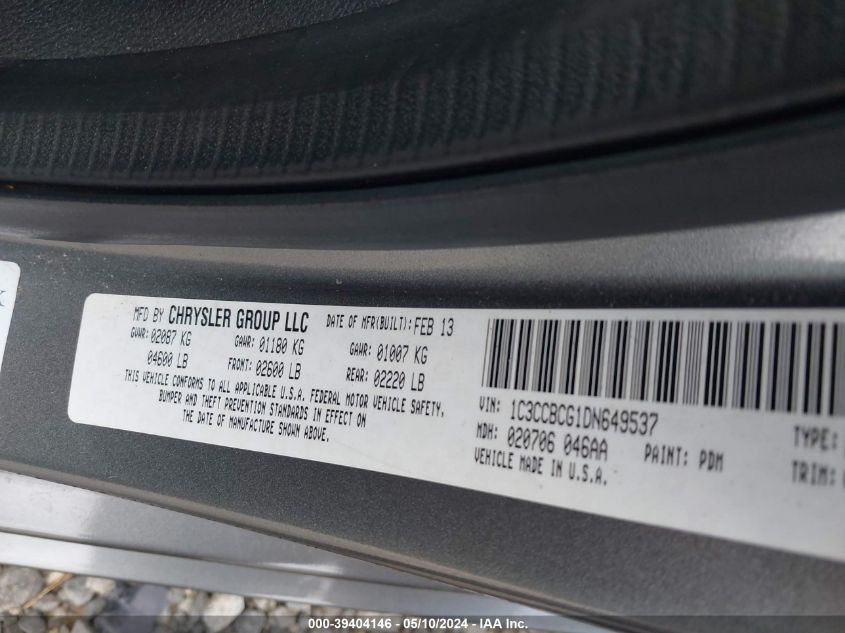 MFD BY CHRYSLER GROUP LLC DATE OF MFR(BUILT): FEB 13
GVWR: 02087 KG GAWR: 01180 KG GAWR: 01007 KG
04600 LB FRONT: 02600 LB REAR: 02220 LB
THIS VEHICLE CONFORMS TO ALL APPLICABLE U.S.A. FEDERAL MOTOR VEHICLE SAFETY,
BUMPER AND THEFT PREVENTION STANDARDS IN EFFECT ON
THE DATE OF MANUFACTURE SHOWN ABOVE.
VIN: 1C3CCBCG1DN649537
MDH: 020706 046AA PAINT: PDM TYPE:
VEHICLE MADE IN U.S.A. TRIM:
000-39404146 - 05/10/2024 - IAA Inc.